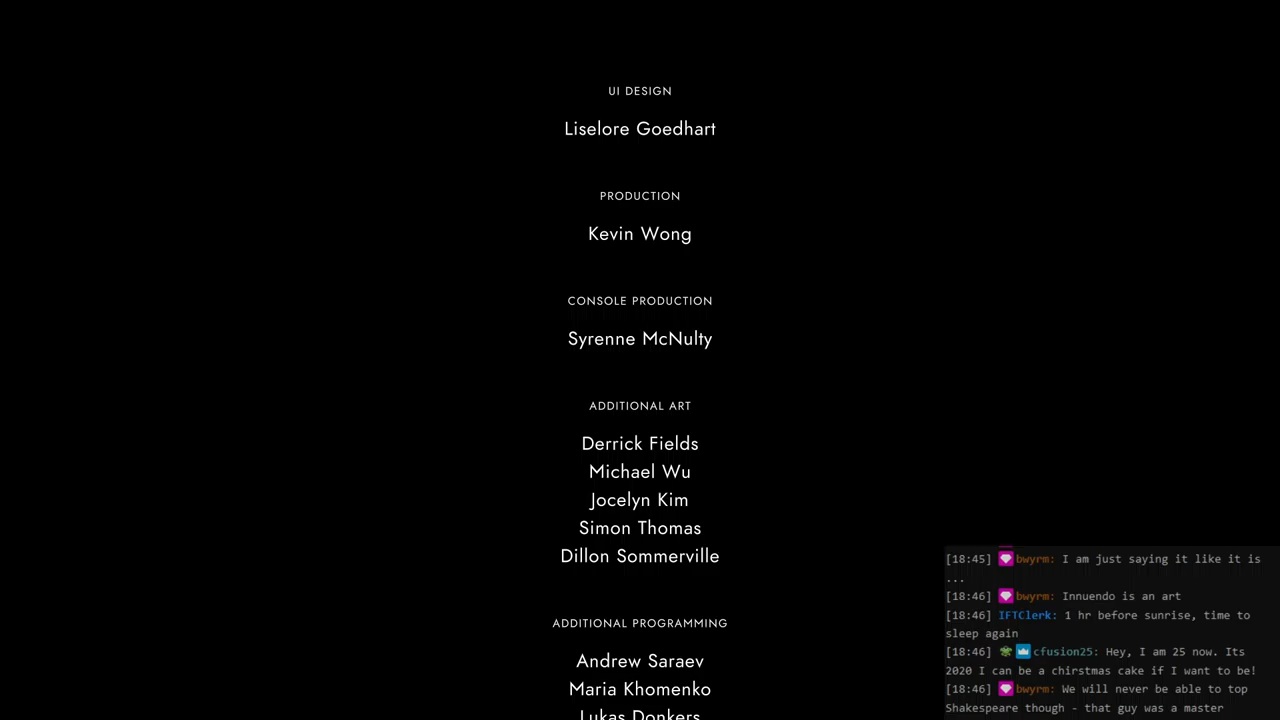 UI DESIGN
Liselore Goedhart
PRODUCTION
Kevin Wong
CONSOLE PRODUCTION
Syrenne McNulty
ADDITIONAL ART
Derrick Fields
Michael Wu
Jocelyn Kim
Simon Thomas
Dillon Sommerville
ADDITIONAL PROGRAMMING
Andrew Saraev
Maria Khomenko
Lukas Donkers
[18:45] bwyrm: I am just saying it like it is
...
[18:46] bwyrm: Innuendo is an art
[18:46] IFTClerk: 1 hr before sunrise, time to
sleep again
[18:46] cfusion25: Hey, I am 25 now. Its
2020 I can be a chirstmas cake if I want to be!
[18:46] bwyrm: We will never be able to top
Shakespeare though - that guy was a master